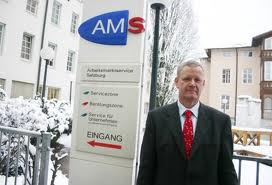 AMS
Arbeitsmarktservice
Salzburg
Servicezone
Beratungszone
Service für
Unternehmen
EINGANG